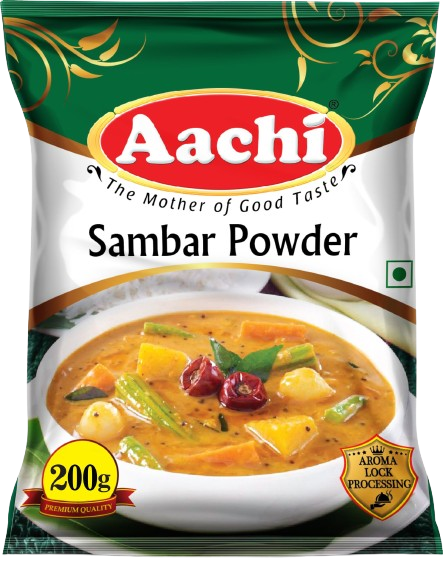 Aachi
®
The Mother of Good Taste
Sambar Powder
200g
PREMIUM QUALITY
AROMA
LOCK
PROCESSING